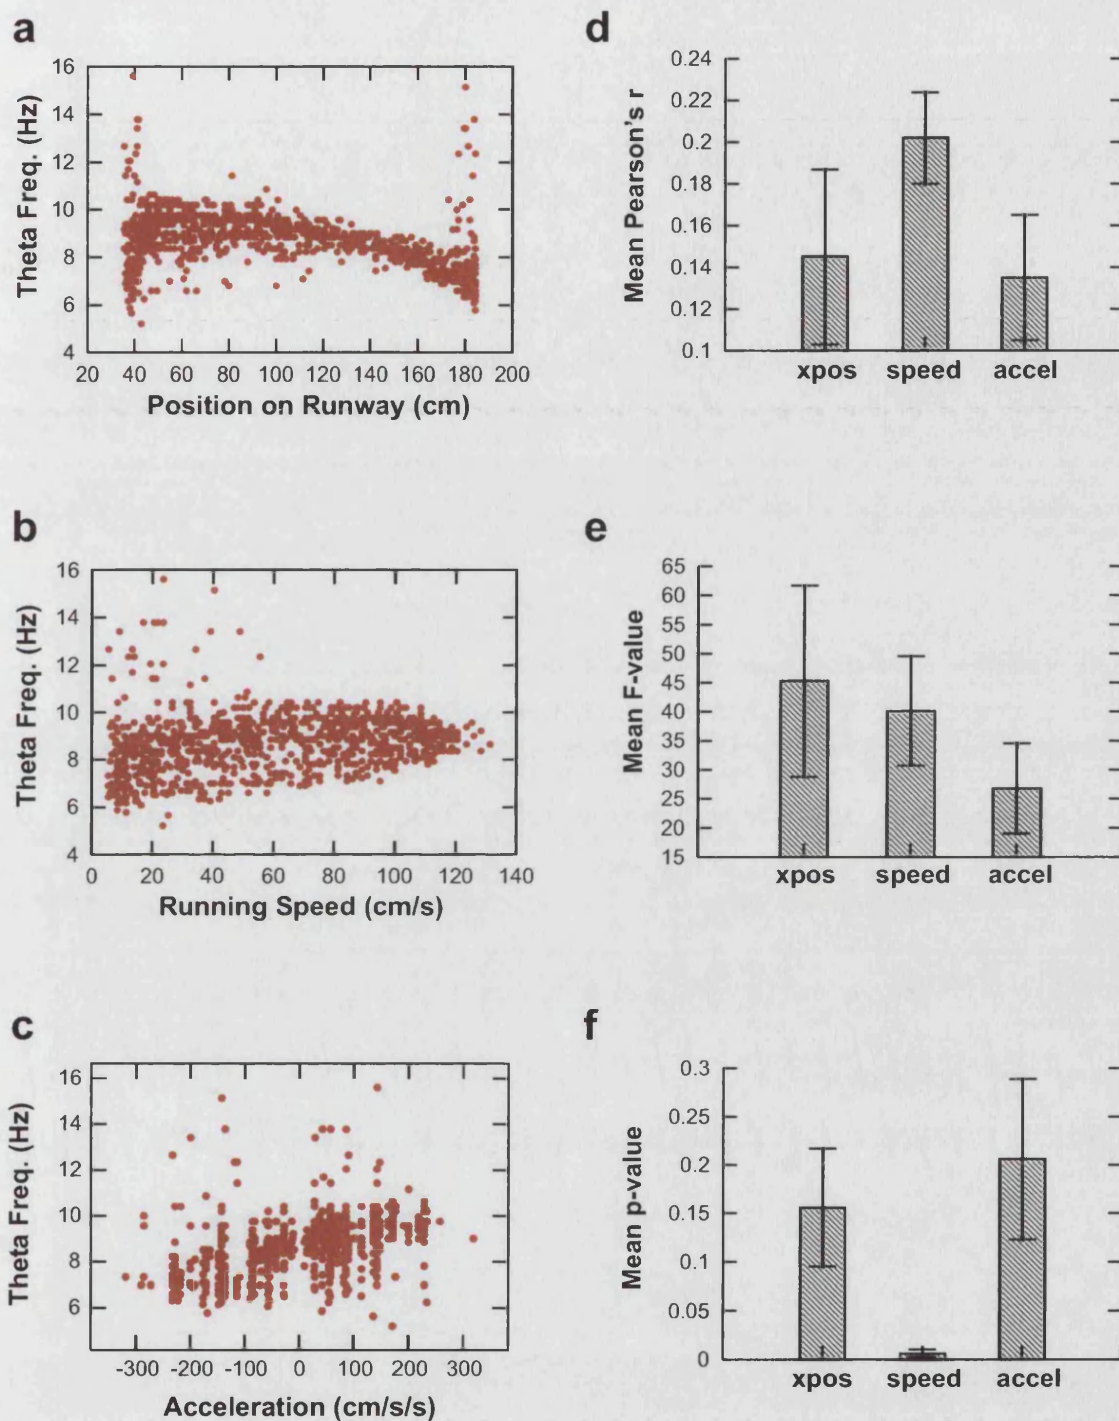 a
16
14
12
10
8
6
4
Theta Freq. (Hz)
20 40 60 80 100 120 140 160 180 200
Position on Runway (cm)
b
16
14
12
10
8
6
4
Theta Freq. (Hz)
0 20 40 60 80 100 120 140
Running Speed (cm/s)
c
16
14
12
10
8
6
Theta Freq. (Hz)
-300 -200 -100 0 100 200 300
Acceleration (cm/s/s)
d
0.24
0.22
0.2
0.18
0.16
0.14
0.12
0.1
Mean Pearson's r
xpos speed accel
e
65
60
55
50
45
40
35
30
25
20
15
Mean F-value
xpos speed accel
f
0.3
0.25
0.2
0.15
0.1
0.05
0
Mean p-value
xpos speed accel